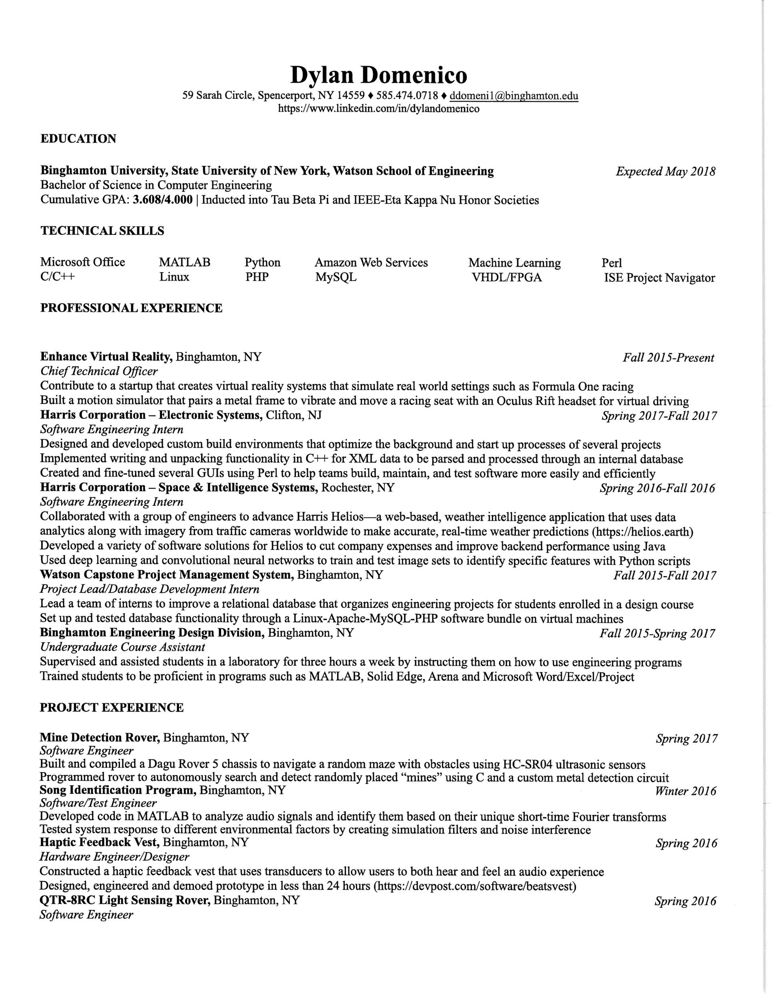 Dylan Domenico
59 Sarah Circle, Spencerport, NY 14559 ♦ 585.474.0718 ♦ ddomeni1@binghamton.edu
https://www.linkedin.com/in/dylandomenico
EDUCATION
Binghamton University, State University of New York, Watson School of Engineering Expected May 2018
Bachelor of Science in Computer Engineering
Cumulative GPA: 3.608/4.000 | Inducted into Tau Beta Pi and IEEE-Eta Kappa Nu Honor Societies
TECHNICAL SKILLS
Microsoft Office MATLAB Python Amazon Web Services Machine Learning Perl
C/C++ Linux PHP MySQL VHDL/FPGA ISE Project Navigator
PROFESSIONAL EXPERIENCE
Enhance Virtual Reality, Binghamton, NY Fall 2015-Present
Chief Technical Officer
Contribute to a startup that creates virtual reality systems that simulate real world settings such as Formula One racing
Built a motion simulator that pairs a metal frame to vibrate and move a racing seat with an Oculus Rift headset for virtual driving
Harris Corporation – Electronic Systems, Clifton, NJ Spring 2017-Fall 2017
Software Engineering Intern
Designed and developed custom build environments that optimize the background and start up processes of several projects
Implemented writing and unpacking functionality in C++ for XML data to be parsed and processed through an internal database
Created and fine-tuned several GUIs using Perl to help teams build, maintain, and test software more easily and efficiently
Harris Corporation – Space & Intelligence Systems, Rochester, NY Spring 2016-Fall 2016
Software Engineering Intern
Collaborated with a group of engineers to advance Harris Helios—a web-based, weather intelligence application that uses data
analytics along with imagery from traffic cameras worldwide to make accurate, real-time weather predictions (https://helios.earth)
Developed a variety of software solutions for Helios to cut company expenses and improve backend performance using Java
Used deep learning and convolutional neural networks to train and test image sets to identify specific features with Python scripts
Watson Capstone Project Management System, Binghamton, NY Fall 2015-Fall 2017
Project Lead/Database Development Intern
Lead a team of interns to improve a relational database that organizes engineering projects for students enrolled in a design course
Set up and tested database functionality through a Linux-Apache-MySQL-PHP software bundle on virtual machines
Binghamton Engineering Design Division, Binghamton, NY Fall 2015-Spring 2017
Undergraduate Course Assistant
Supervised and assisted students in a laboratory for three hours a week by instructing them on how to use engineering programs
Trained students to be proficient in programs such as MATLAB, Solid Edge, Arena and Microsoft Word/Excel/Project
PROJECT EXPERIENCE
Mine Detection Rover, Binghamton, NY Spring 2017
Software Engineer
Built and compiled a Dagu Rover 5 chassis to navigate a random maze with obstacles using HC-SR04 ultrasonic sensors
Programmed rover to autonomously search and detect randomly placed “mines” using C and a custom metal detection circuit
Song Identification Program, Binghamton, NY Winter 2016
Software/Test Engineer
Developed code in MATLAB to analyze audio signals and identify them based on their unique short-time Fourier transforms
Tested system response to different environmental factors by creating simulation filters and noise interference
Haptic Feedback Vest, Binghamton, NY Spring 2016
Hardware Engineer/Designer
Constructed a haptic feedback vest that uses transducers to allow users to both hear and feel an audio experience
Designed, engineered and demoed prototype in less than 24 hours (https://devpost.com/software/beatsvest)
QTR-8RC Light Sensing Rover, Binghamton, NY Spring 2016
Software Engineer